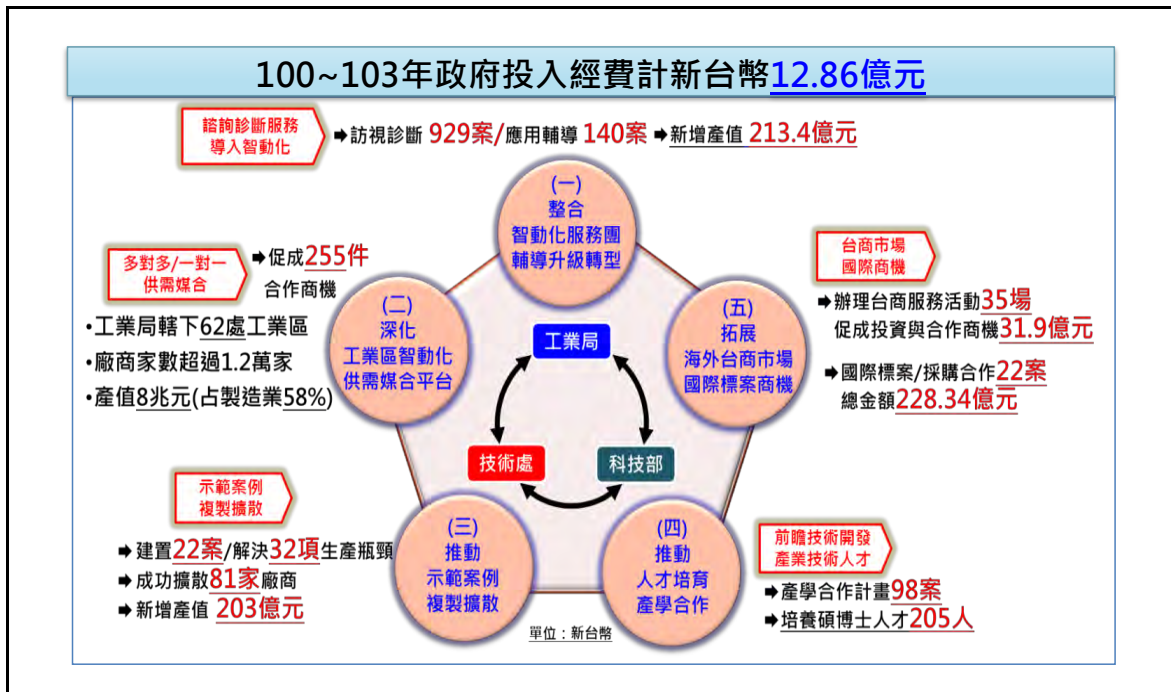 100~103年政府投入經費計新台幣12.86億元
諮詢診斷服務
導入智動化
➡訪視診斷 929案/應用輔導 140案 ➡新增產值 213.4億元
(一)
整合
智動化服務團
輔導升級轉型
多對多/一對一
供需媒合
➡促成255件
合作商機
•工業局轄下62處工業區
•廠商家數超過1.2萬家
•產值8兆元(占製造業58%)
(二)
深化
工業區智動化
供需媒合平台
工業局
技術處
科技部
(五)
拓展
海外台商市場
國際標案商機
台商市場
國際商機
➡辦理台商服務活動35場
促成投資與合作商機31.9億元
➡國際標案/採購合作22案
總金額228.34億元
示範案例
複製擴散
➡建置22案/解決32項生產瓶頸
➡成功擴散81家廠商
➡新增產值 203億元
(三)
推動
示範案例
複製擴散
(四)
推動
人才培育
產學合作
前瞻技術開發
產業技術人才
➡產學合作計畫98案
➡培養碩博士人才205人
單位：新台幣